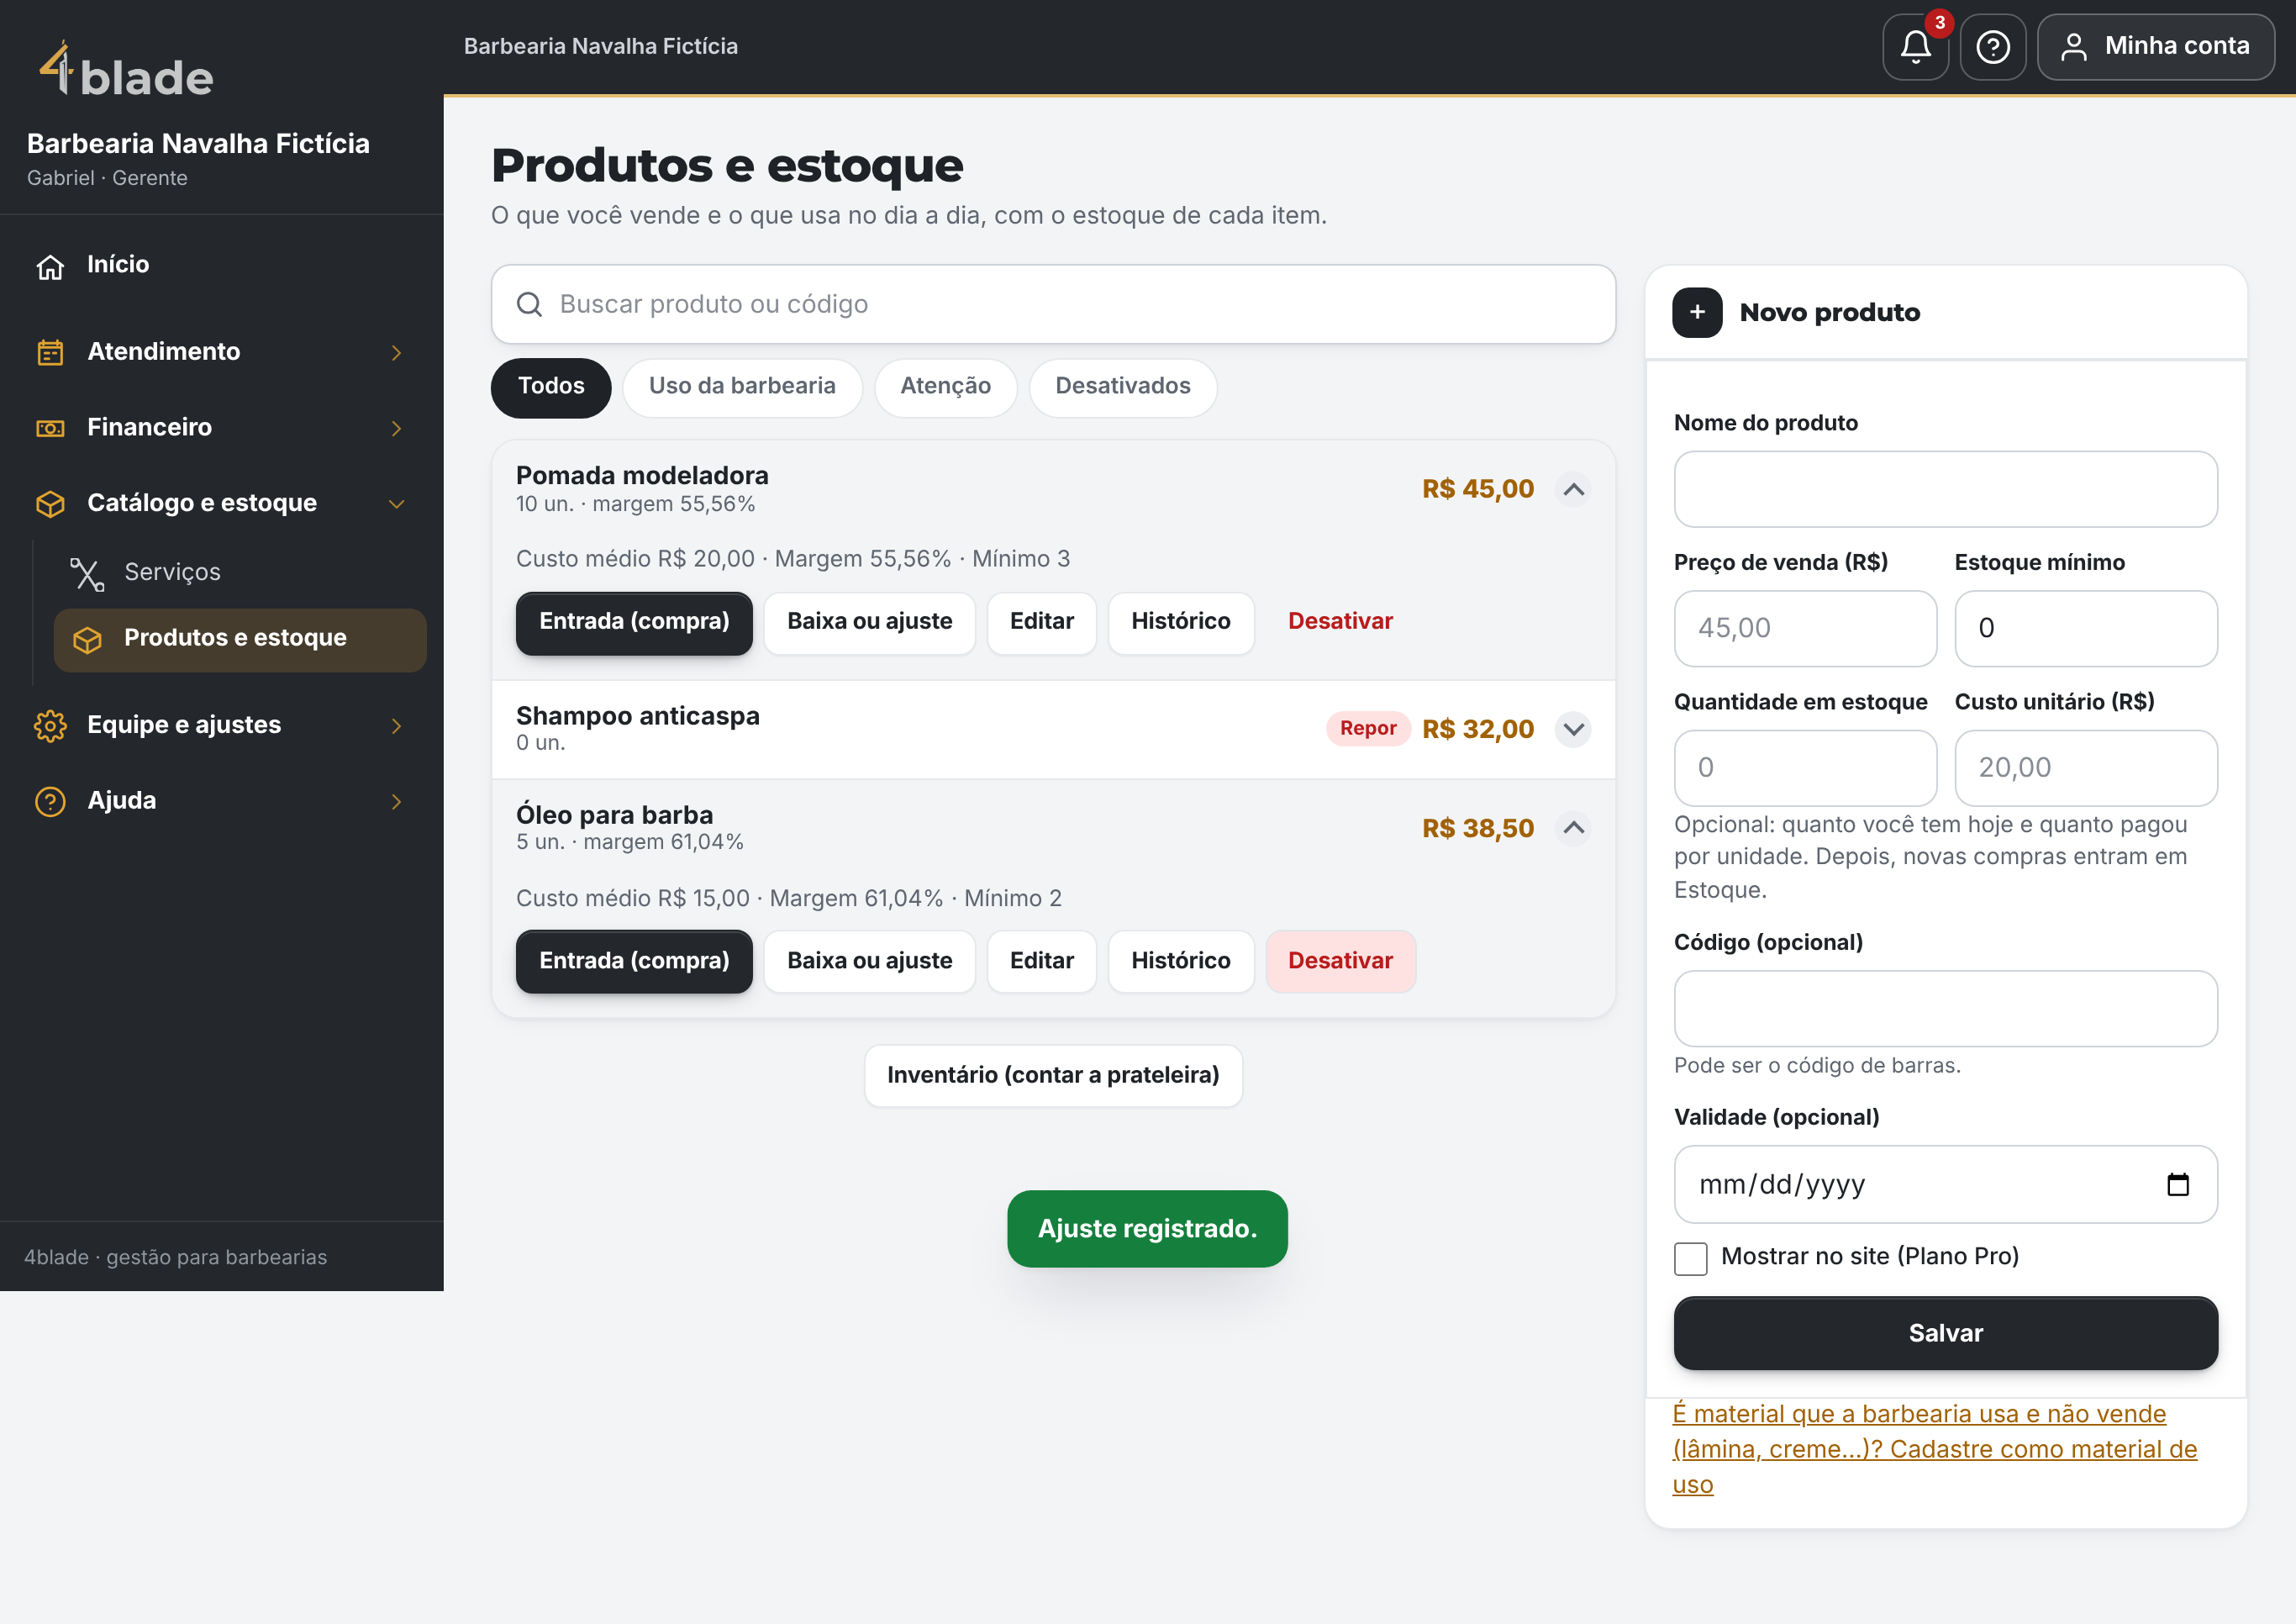 4blade
Barbearia Navalha Fictícia
Gabriel · Gerente
Início
Atendimento
Financeiro
Catálogo e estoque
Serviços
Produtos e estoque
Equipe e ajustes
Ajuda
4blade · gestão para barbearias
Barbearia Navalha Fictícia
3
Minha conta
Produtos e estoque
O que você vende e o que usa no dia a dia, com o estoque de cada item.
Buscar produto ou código
Todos
Uso da barbearia
Atenção
Desativados
Pomada modeladora
10 un. · margem 55,56%
R$ 45,00
Custo médio R$ 20,00 · Margem 55,56% · Mínimo 3
Entrada (compra)
Baixa ou ajuste
Editar
Histórico
Desativar
Shampoo anticaspa
0 un.
Repor
R$ 32,00
Óleo para barba
5 un. · margem 61,04%
R$ 38,50
Custo médio R$ 15,00 · Margem 61,04% · Mínimo 2
Entrada (compra)
Baixa ou ajuste
Editar
Histórico
Desativar
Inventário (contar a prateleira)
Ajuste registrado.
+ Novo produto
Nome do produto
Preço de venda (R$)
Estoque mínimo
45,00
0
Quantidade em estoque
Custo unitário (R$)
0
20,00
Opcional: quanto você tem hoje e quanto pagou
por unidade. Depois, novas compras entram em
Estoque.
Código (opcional)
Pode ser o código de barras.
Validade (opcional)
mm/dd/yyyy
Mostrar no site (Plano Pro)
Salvar
É material que a barbearia usa e não vende
(lâmina, creme...)? Cadastre como material de
uso